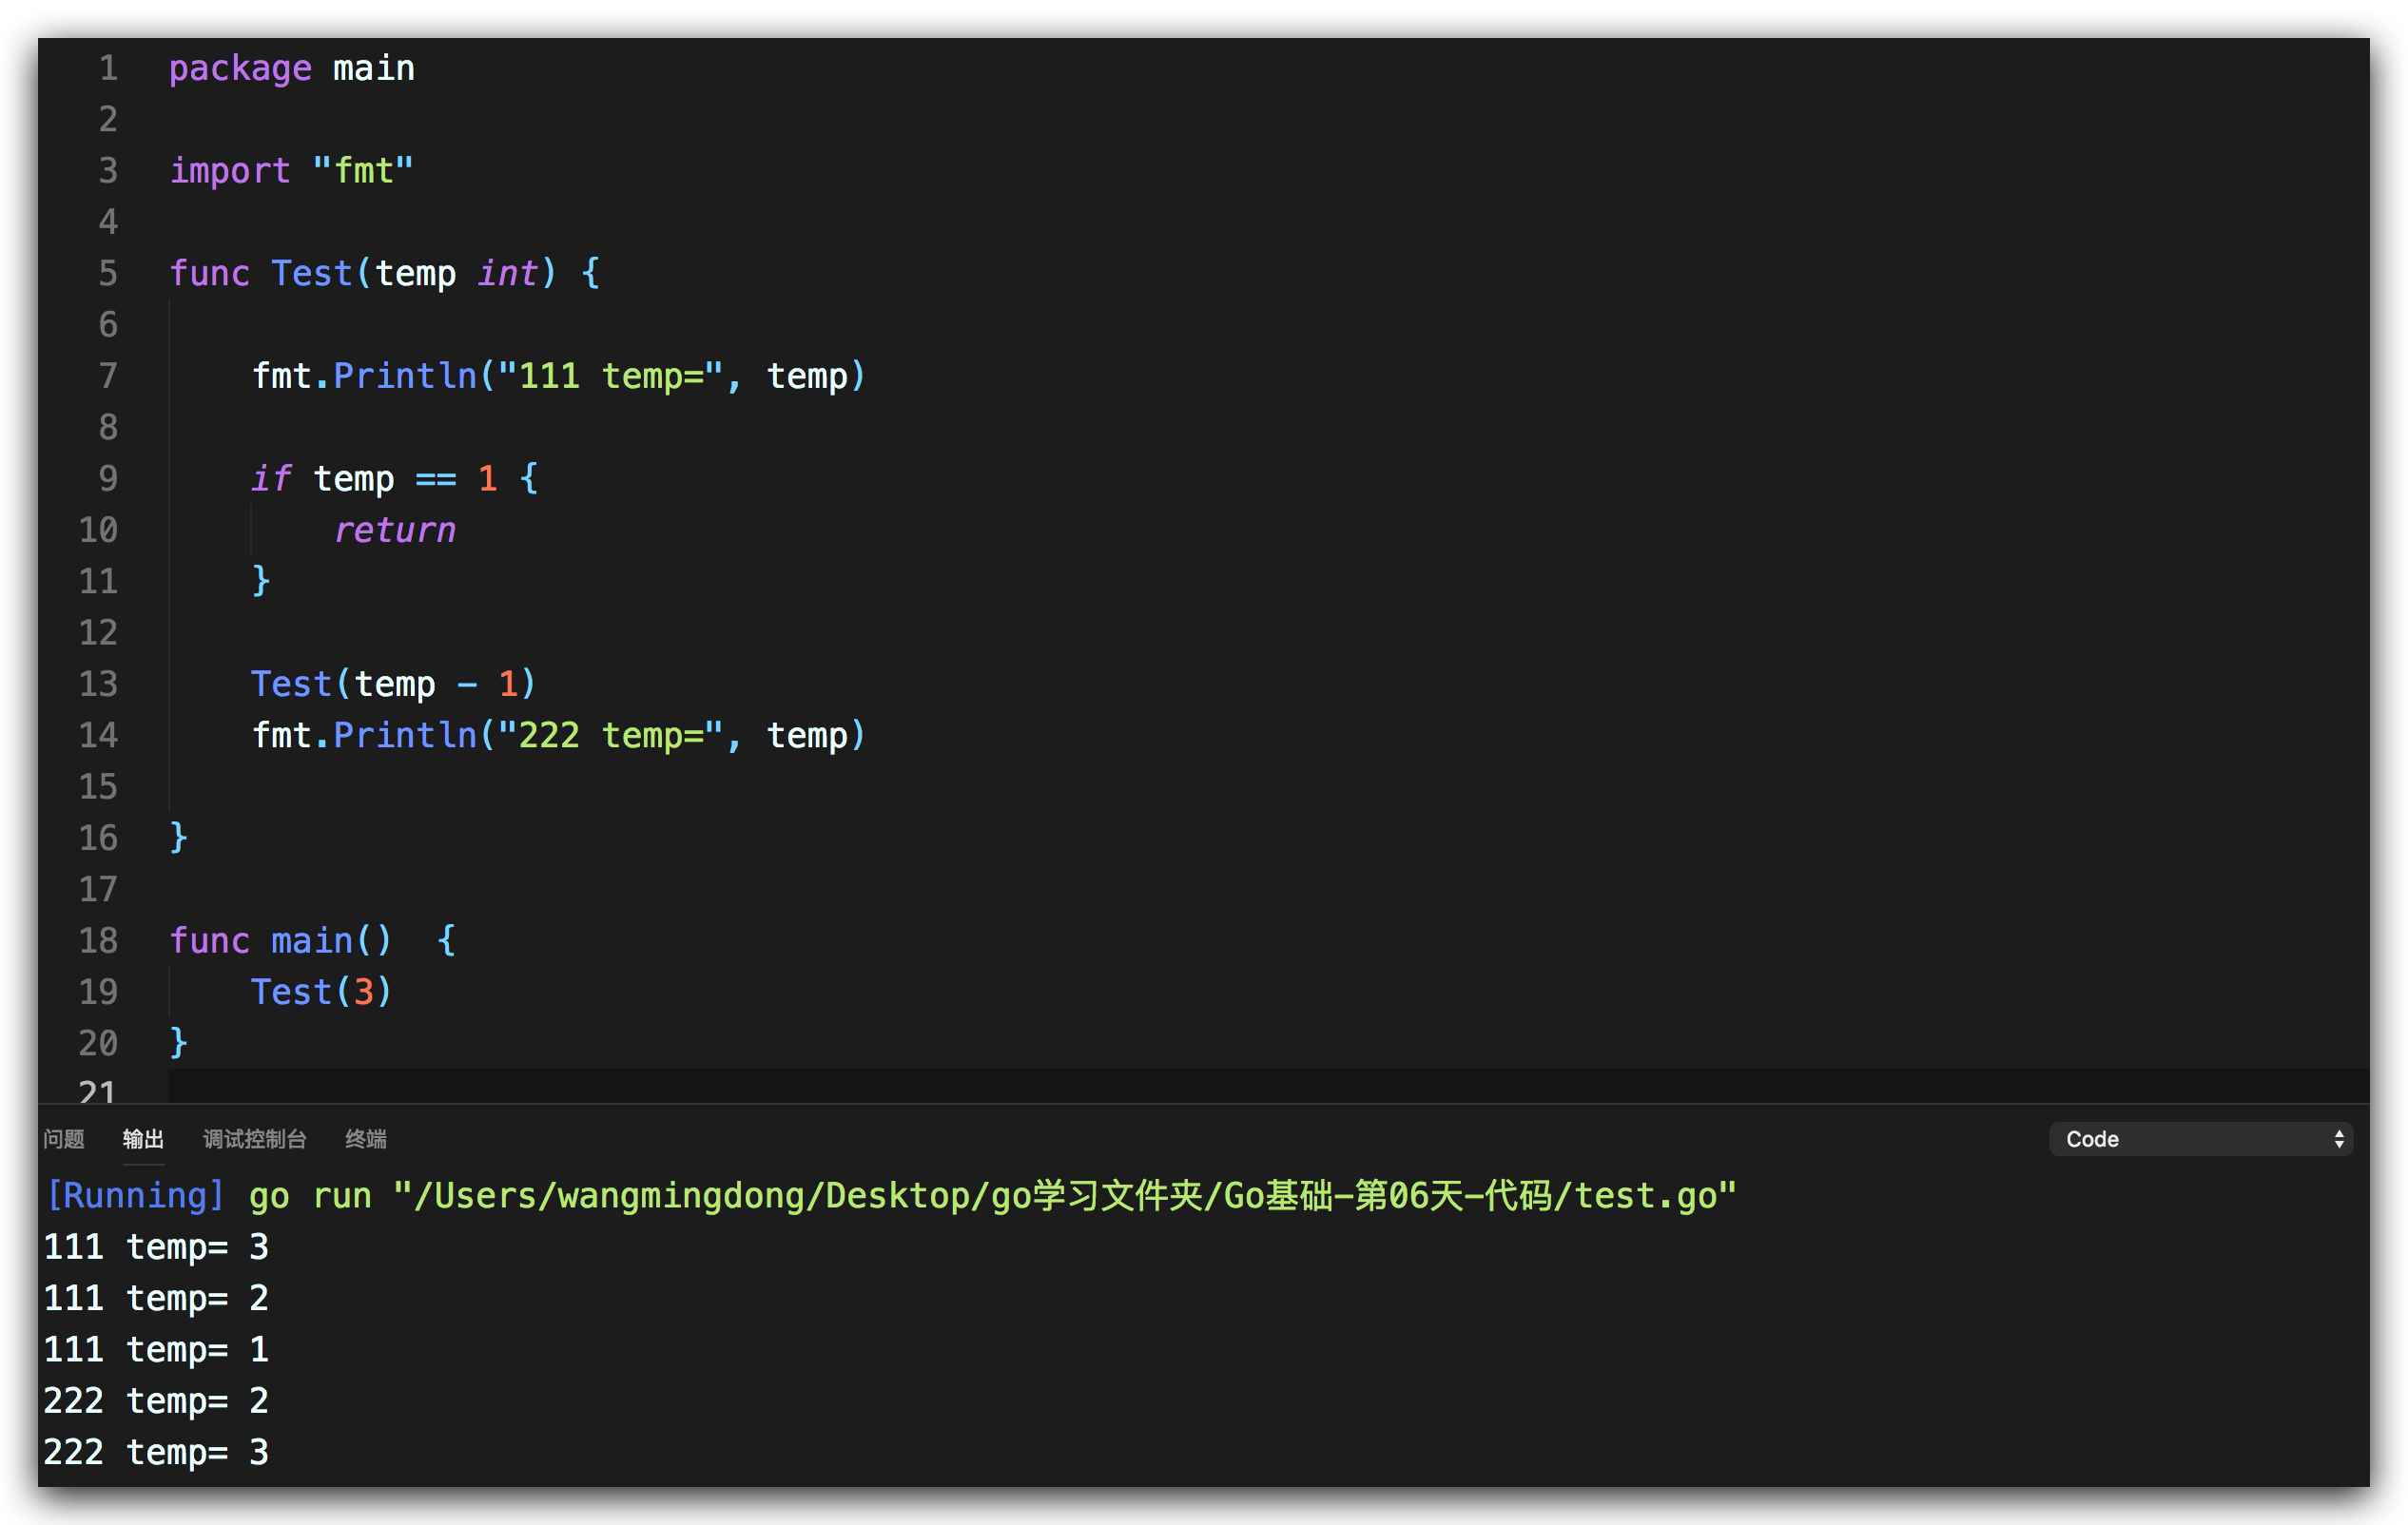 1 package main
2
3 import "fmt"
4
5 func Test(temp int) {
6
7     fmt.Println("111 temp=", temp)
8
9     if temp == 1 {
10         return
11     }
12
13     Test(temp - 1)
14     fmt.Println("222 temp=", temp)
15
16 }
17
18 func main()  {
19     Test(3)
20 }
21
问题 输出 调试控制台 终端 Code
[Running] go run "/Users/wangmingdong/Desktop/go学习文件夹/Go基础-第06天-代码/test.go"
111 temp= 3
111 temp= 2
111 temp= 1
222 temp= 2
222 temp= 3